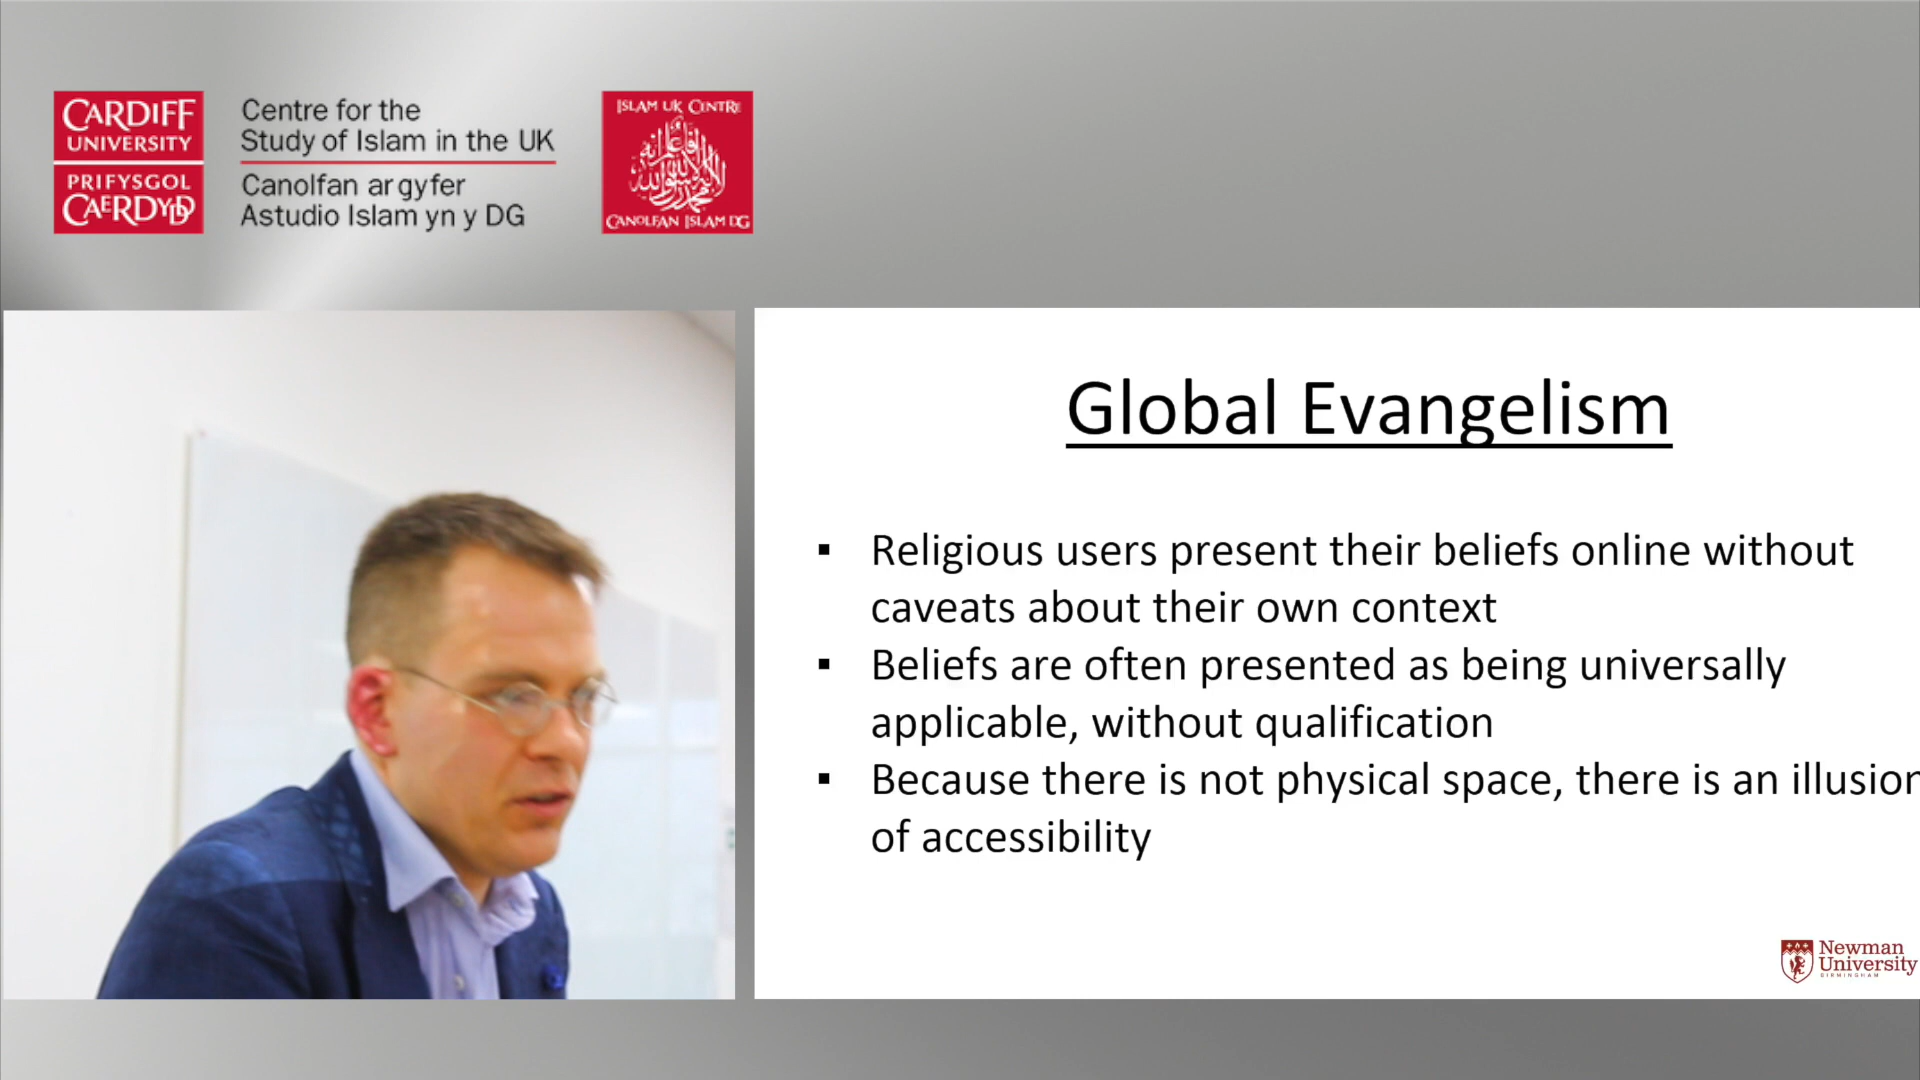 CARDIFF
UNIVERSITY
PRIFYSGOL
CAERDYDD
Centre for the
Study of Islam in the UK
Canolfan ar gyfer
Astudio Islam yn y DG
ISLAM UK CENTRE
CANOLFAN ISLAM DG
Global Evangelism
▪ Religious users present their beliefs online without
caveats about their own context
▪ Beliefs are often presented as being universally
applicable, without qualification
▪ Because there is not physical space, there is an illusion
of accessibility
Newman
University
BIRMINGHAM